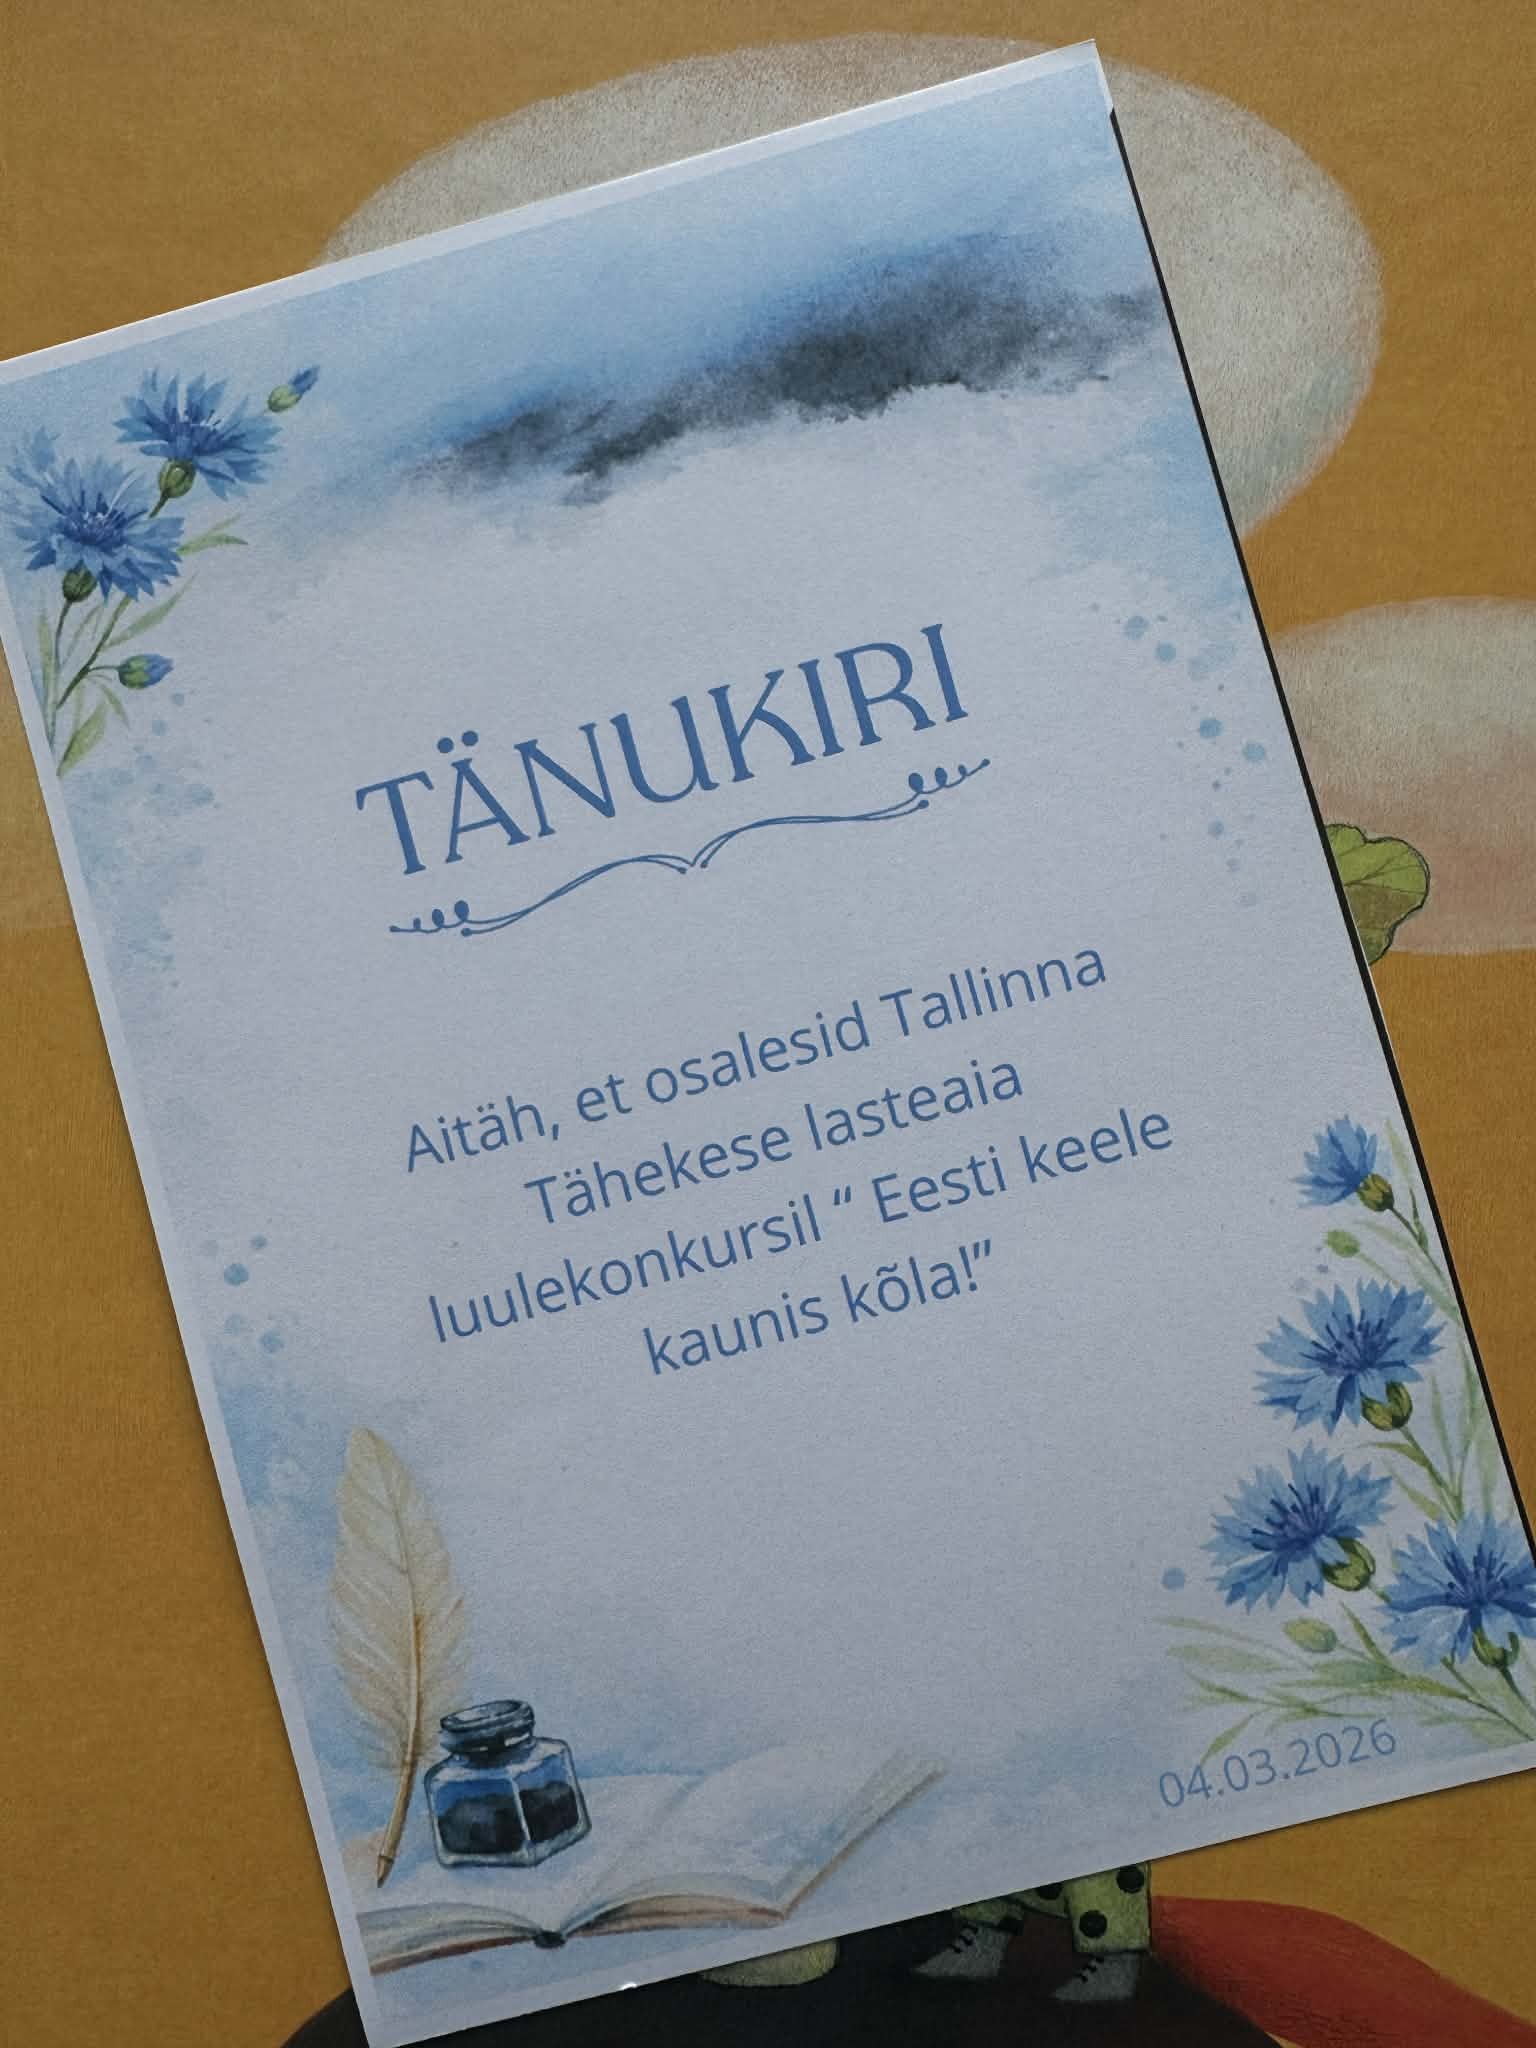 TÄNUKIRI
Aitäh, et osalesid Tallinna
Tähekese lasteaia
luulekonkursil “ Eesti keele
kaunis kõla!”
04.03.2026